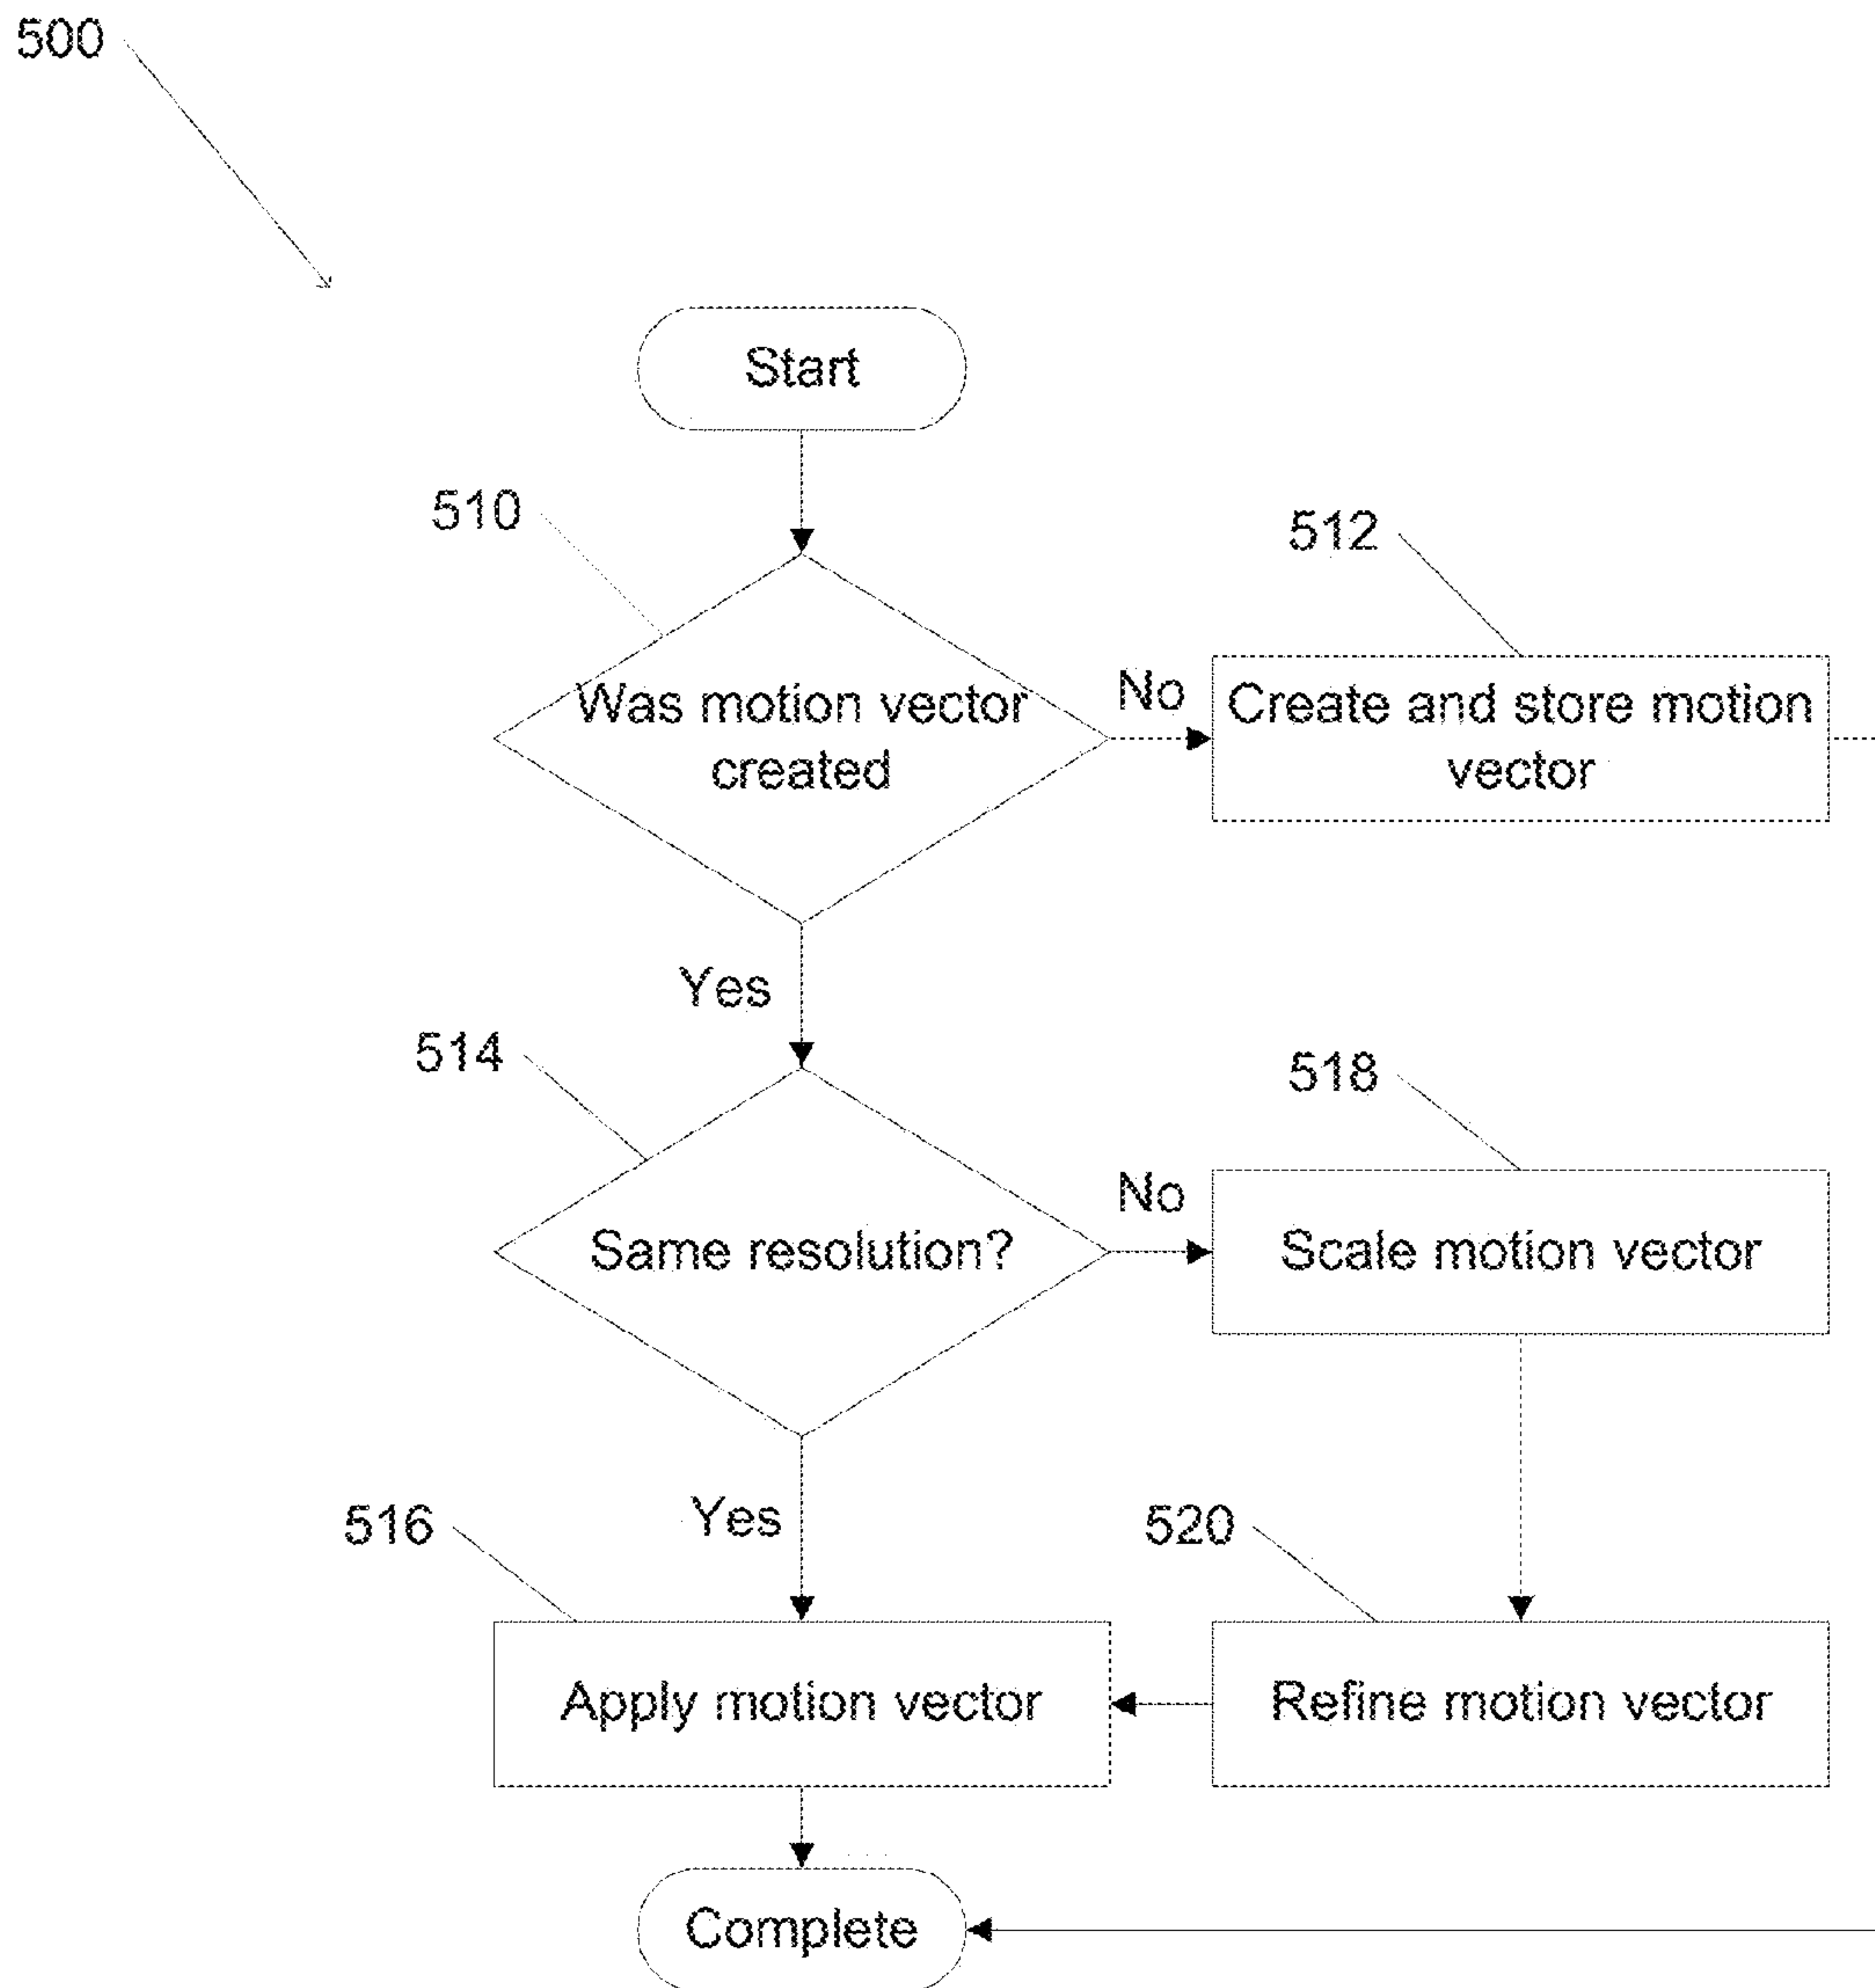 500
Start
510
512
Was motion vector
created
No
Create and store motion
vector
Yes
514
518
Same resolution?
No
Scale motion vector
Yes
516
520
Apply motion vector
Refine motion vector
Complete